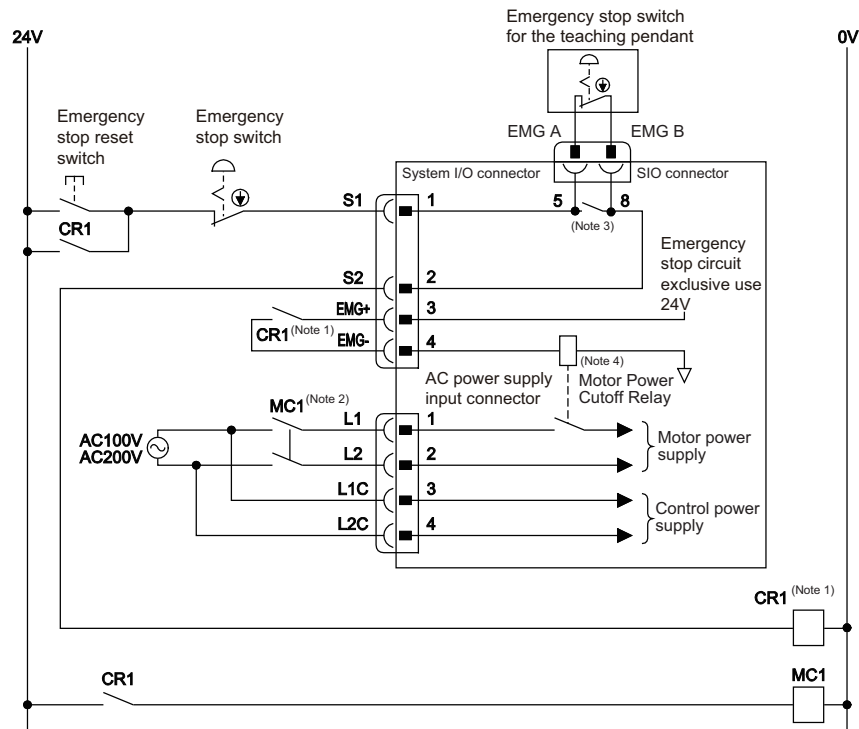 Emergency stop switch
for the teaching pendant
24V
0V
Emergency
stop reset
switch
Emergency
stop switch
EMG A
EMG B
System I/O connector
SIO connector
S1
1
5
8
(Note 3)
CR1
Emergency
stop circuit
exclusive use
24V
S2
2
EMG+
3
CR1 (Note 1)
EMG-
4
(Note 4)
AC power supply
input connector
Motor Power
Cutoff Relay
MC1 (Note 2)
L1
1
AC100V
AC200V
L2
2
Motor power
supply
L1C
3
L2C
4
Control power
supply
CR1 (Note 1)
CR1
MC1